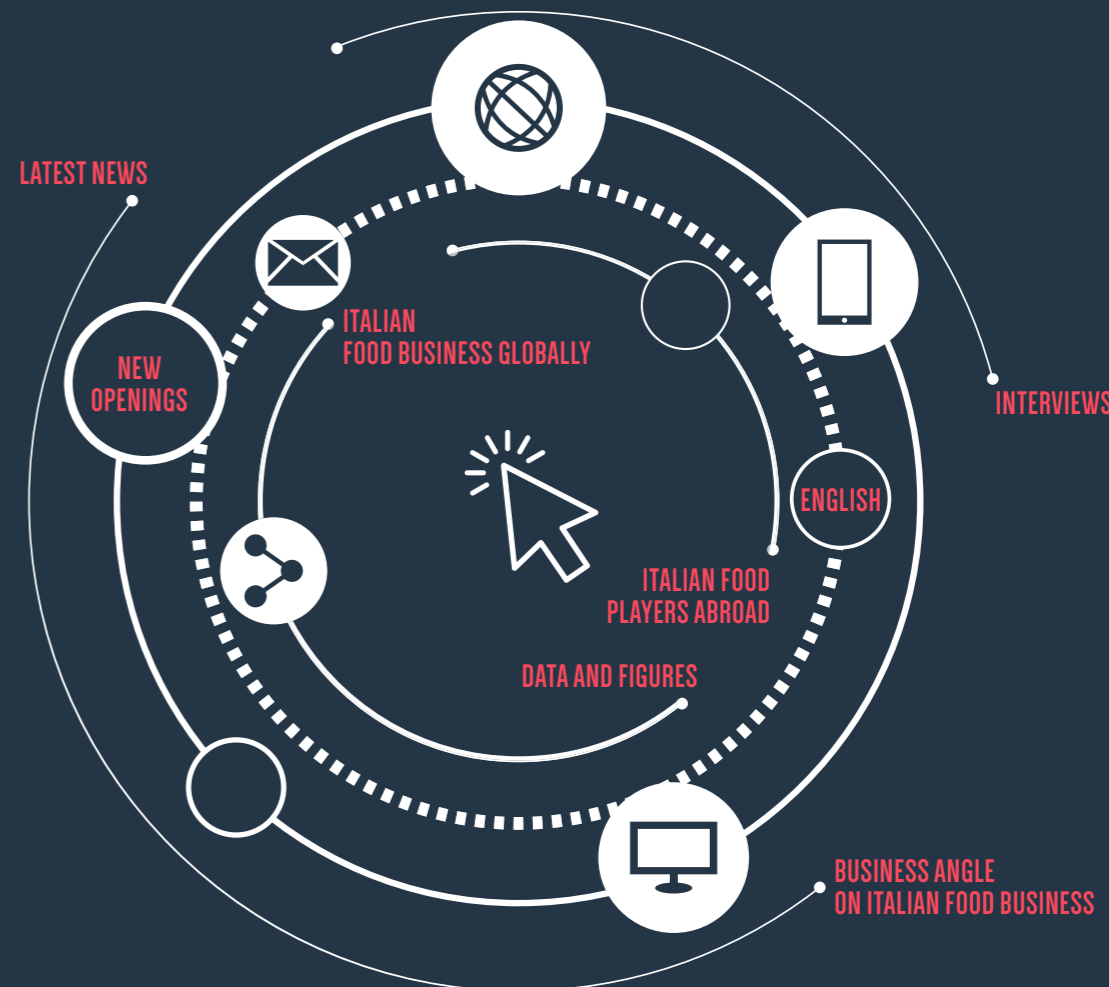 LATEST NEWS
ITALIAN
FOOD BUSINESS GLOBALLY
NEW
OPENINGS
INTERVIEWS
ENGLISH
ITALIAN FOOD
PLAYERS ABROAD
DATA AND FIGURES
BUSINESS ANGLE
ON ITALIAN FOOD BUSINESS